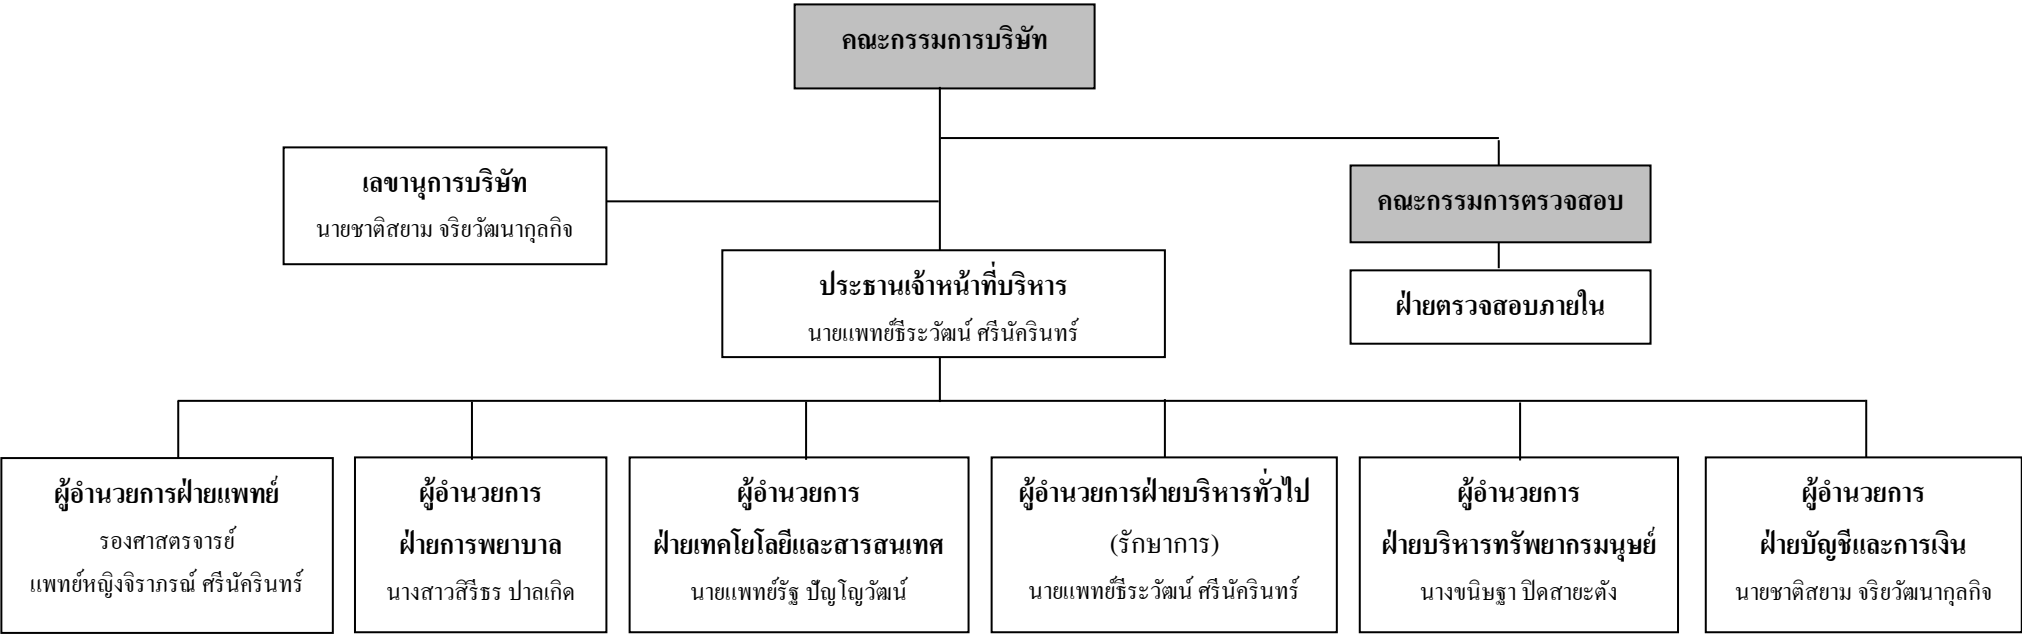 คณะกรรมการบริษัท
เลขานุการบริษัท
นายชาติสยาม จริยวัฒนากุลกิจ
คณะกรรมการตรวจสอบ
ประธานเจ้าหน้าที่บริหาร
นายแพทย์ธีระวัฒน์ ศรีนัครินทร์
ฝ่ายตรวจสอบภายใน
ผู้อำนวยการฝ่ายแพทย์
รองศาสตรจารย์
แพทย์หญิงจิราภรณ์ ศรีนัครินทร์
ผู้อำนวยการ
ฝ่ายการพยาบาล
นางสาวสิรีธร ปาลเกิด
ผู้อำนวยการ
ฝ่ายเทคโยโลยีและสารสนเทศ
นายแพทย์รัฐ ปัญโญวัฒน์
ผู้อำนวยการฝ่ายบริหารทั่วไป
(รักษาการ)
นายแพทย์ธีระวัฒน์ ศรีนัครินทร์
ผู้อำนวยการ
ฝ่ายบริหารทรัพยากรมนุษย์
นางขนิษฐา ปิดสายะตัง
ผู้อำนวยการ
ฝ่ายบัญชีและการเงิน
นายชาติสยาม จริยวัฒนากุลกิจ